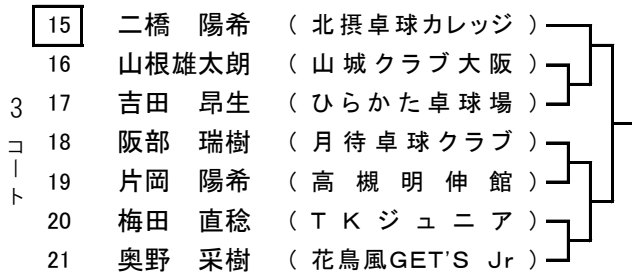 15 二橋 陽希 ( 北摂卓球カレッジ )
16 山根雄太朗 ( 山城クラブ大阪 )
17 吉田 昂生 ( ひらかた卓球場 )
18 阪部 瑞樹 ( 月待卓球クラブ )
19 片岡 陽希 ( 高槻明伸館 )
20 梅田 直稔 ( TKジュニア )
21 奥野 采樹 ( 花鳥風GET'S Jr )
3コート